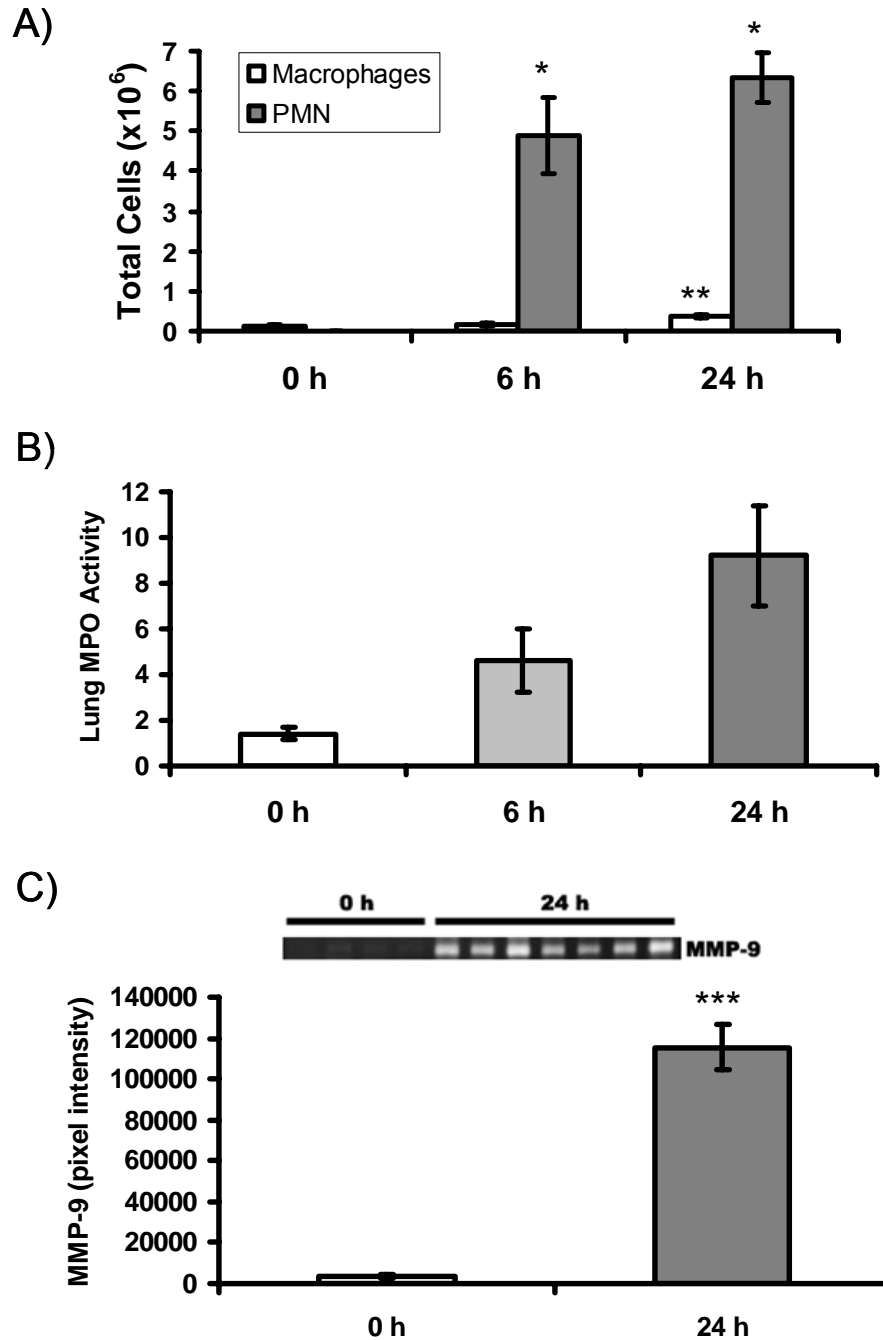 A)
Total Cells (x10⁶)
7
6
5
4
3
2
1
0
Macrophages
PMN
*
**
*
0 h 6 h 24 h
B)
Lung MPO Activity
12
10
8
6
4
2
0
0 h 6 h 24 h
C)
0 h 24 h
MMP-9
MMP-9 (pixel intensity)
140000
120000
100000
80000
60000
40000
20000
0
***
0 h 24 h